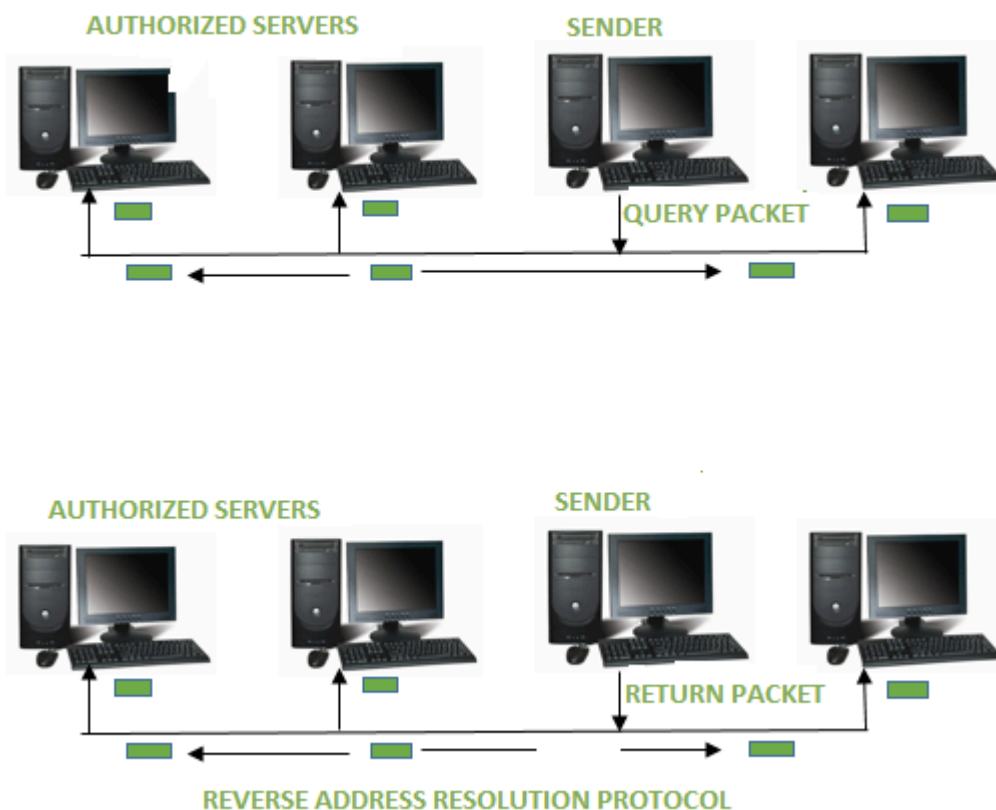 AUTHORIZED SERVERS
SENDER
QUERY PACKET
AUTHORIZED SERVERS
SENDER
RETURN PACKET
REVERSE ADDRESS RESOLUTION PROTOCOL